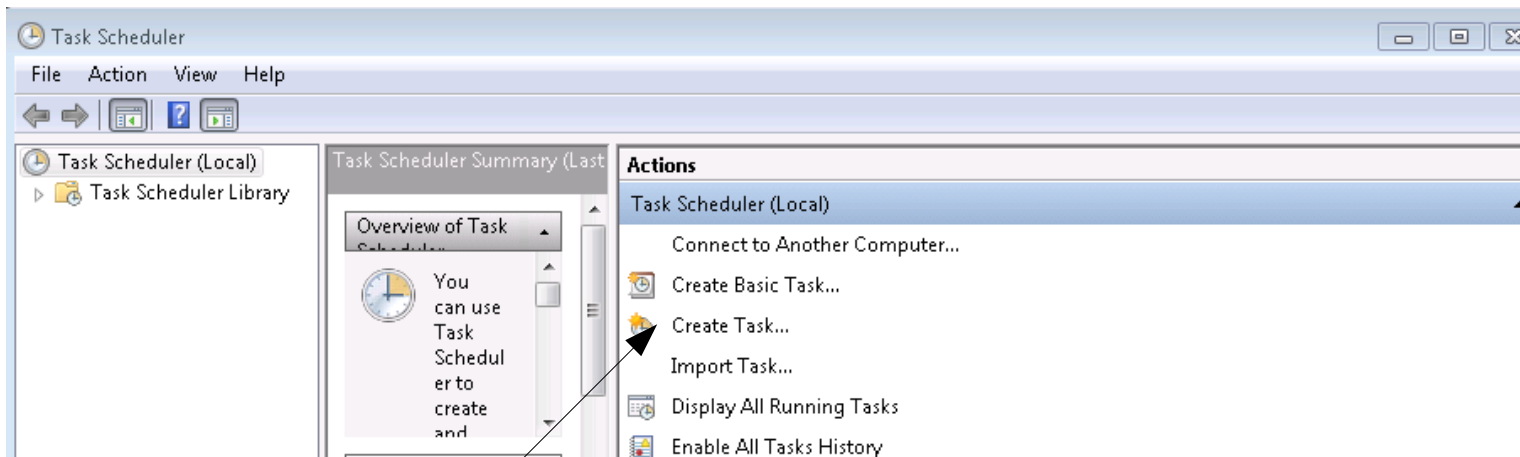 Task Scheduler
File Action View Help
Task Scheduler (Local)
Task Scheduler Library
Task Scheduler Summary (Last
Overview of Task
Scheduler
You
can use
Task
Schedul
er to
create
and
Actions
Task Scheduler (Local)
Connect to Another Computer...
Create Basic Task...
Create Task...
Import Task...
Display All Running Tasks
Enable All Tasks History